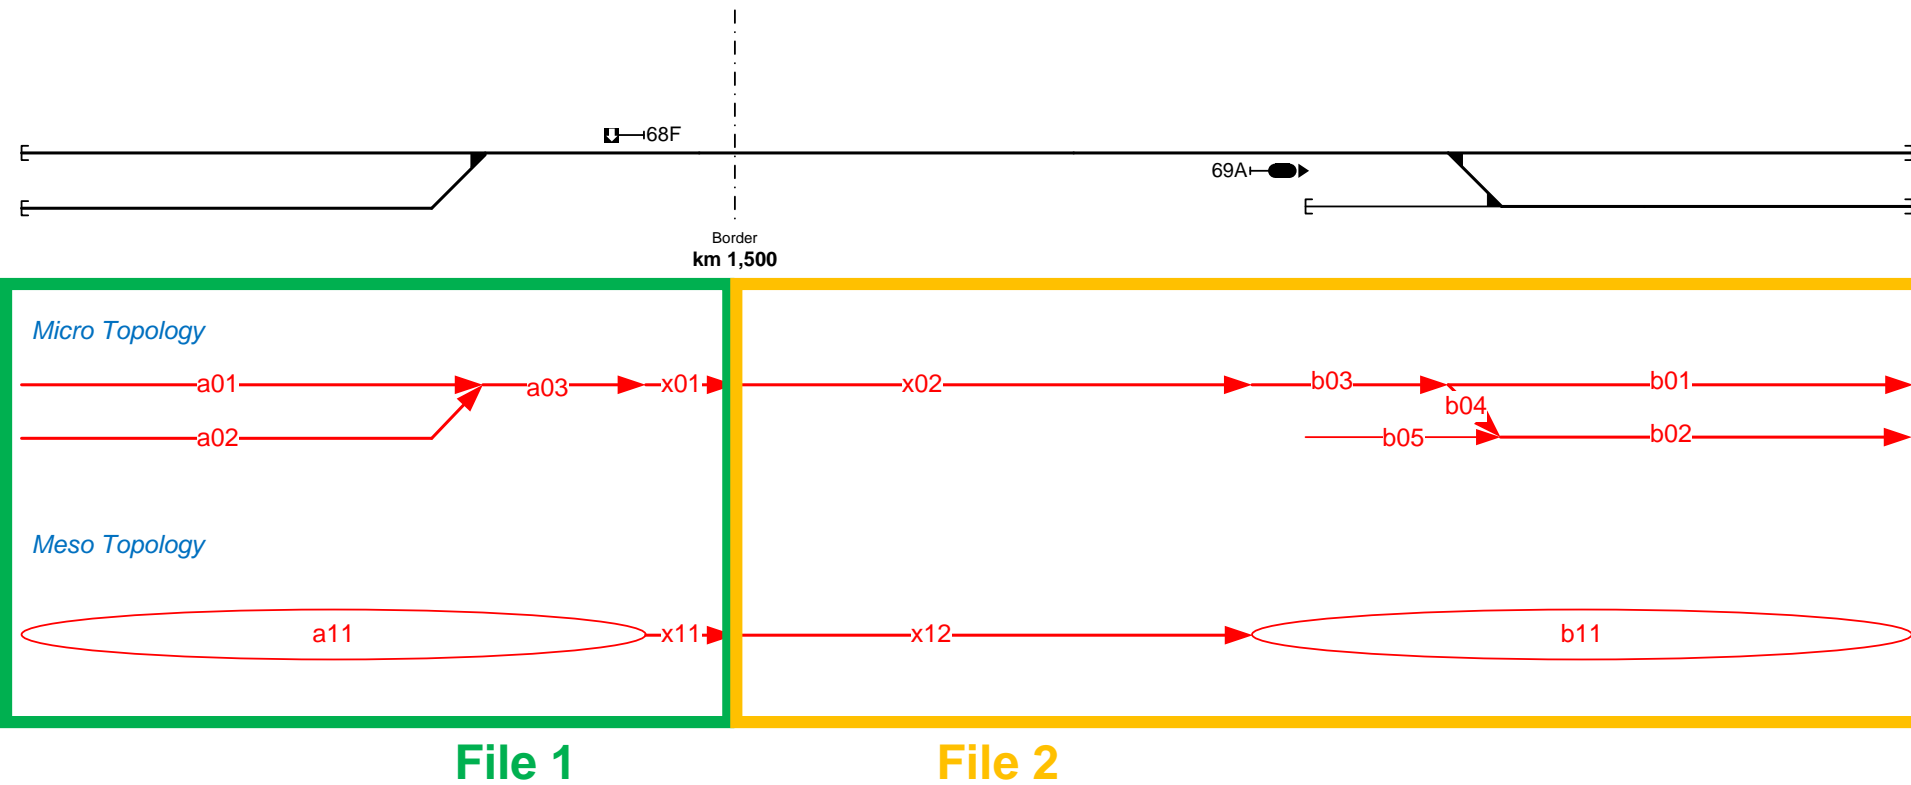 68F
69A
Border
km 1,500
Micro Topology
a01
a03
x01
x02
b03
b01
b04
a02
b05
b02
Meso Topology
a11
x11
x12
b11
File 1
File 2